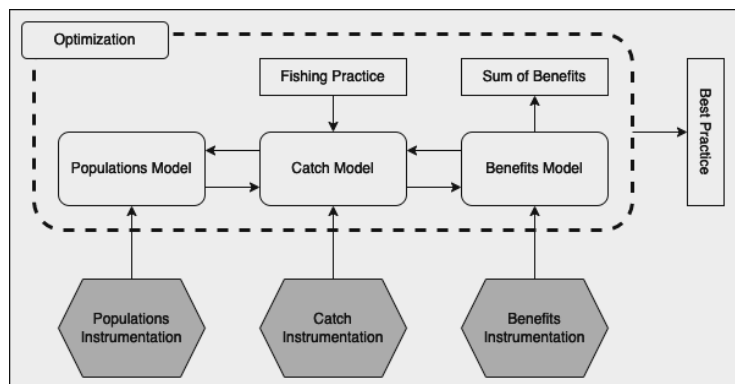 Optimization
Fishing Practice
Sum of Benefits
Best Practice
Populations Model
Catch Model
Benefits Model
Populations
Instrumentation
Catch
Instrumentation
Benefits
Instrumentation